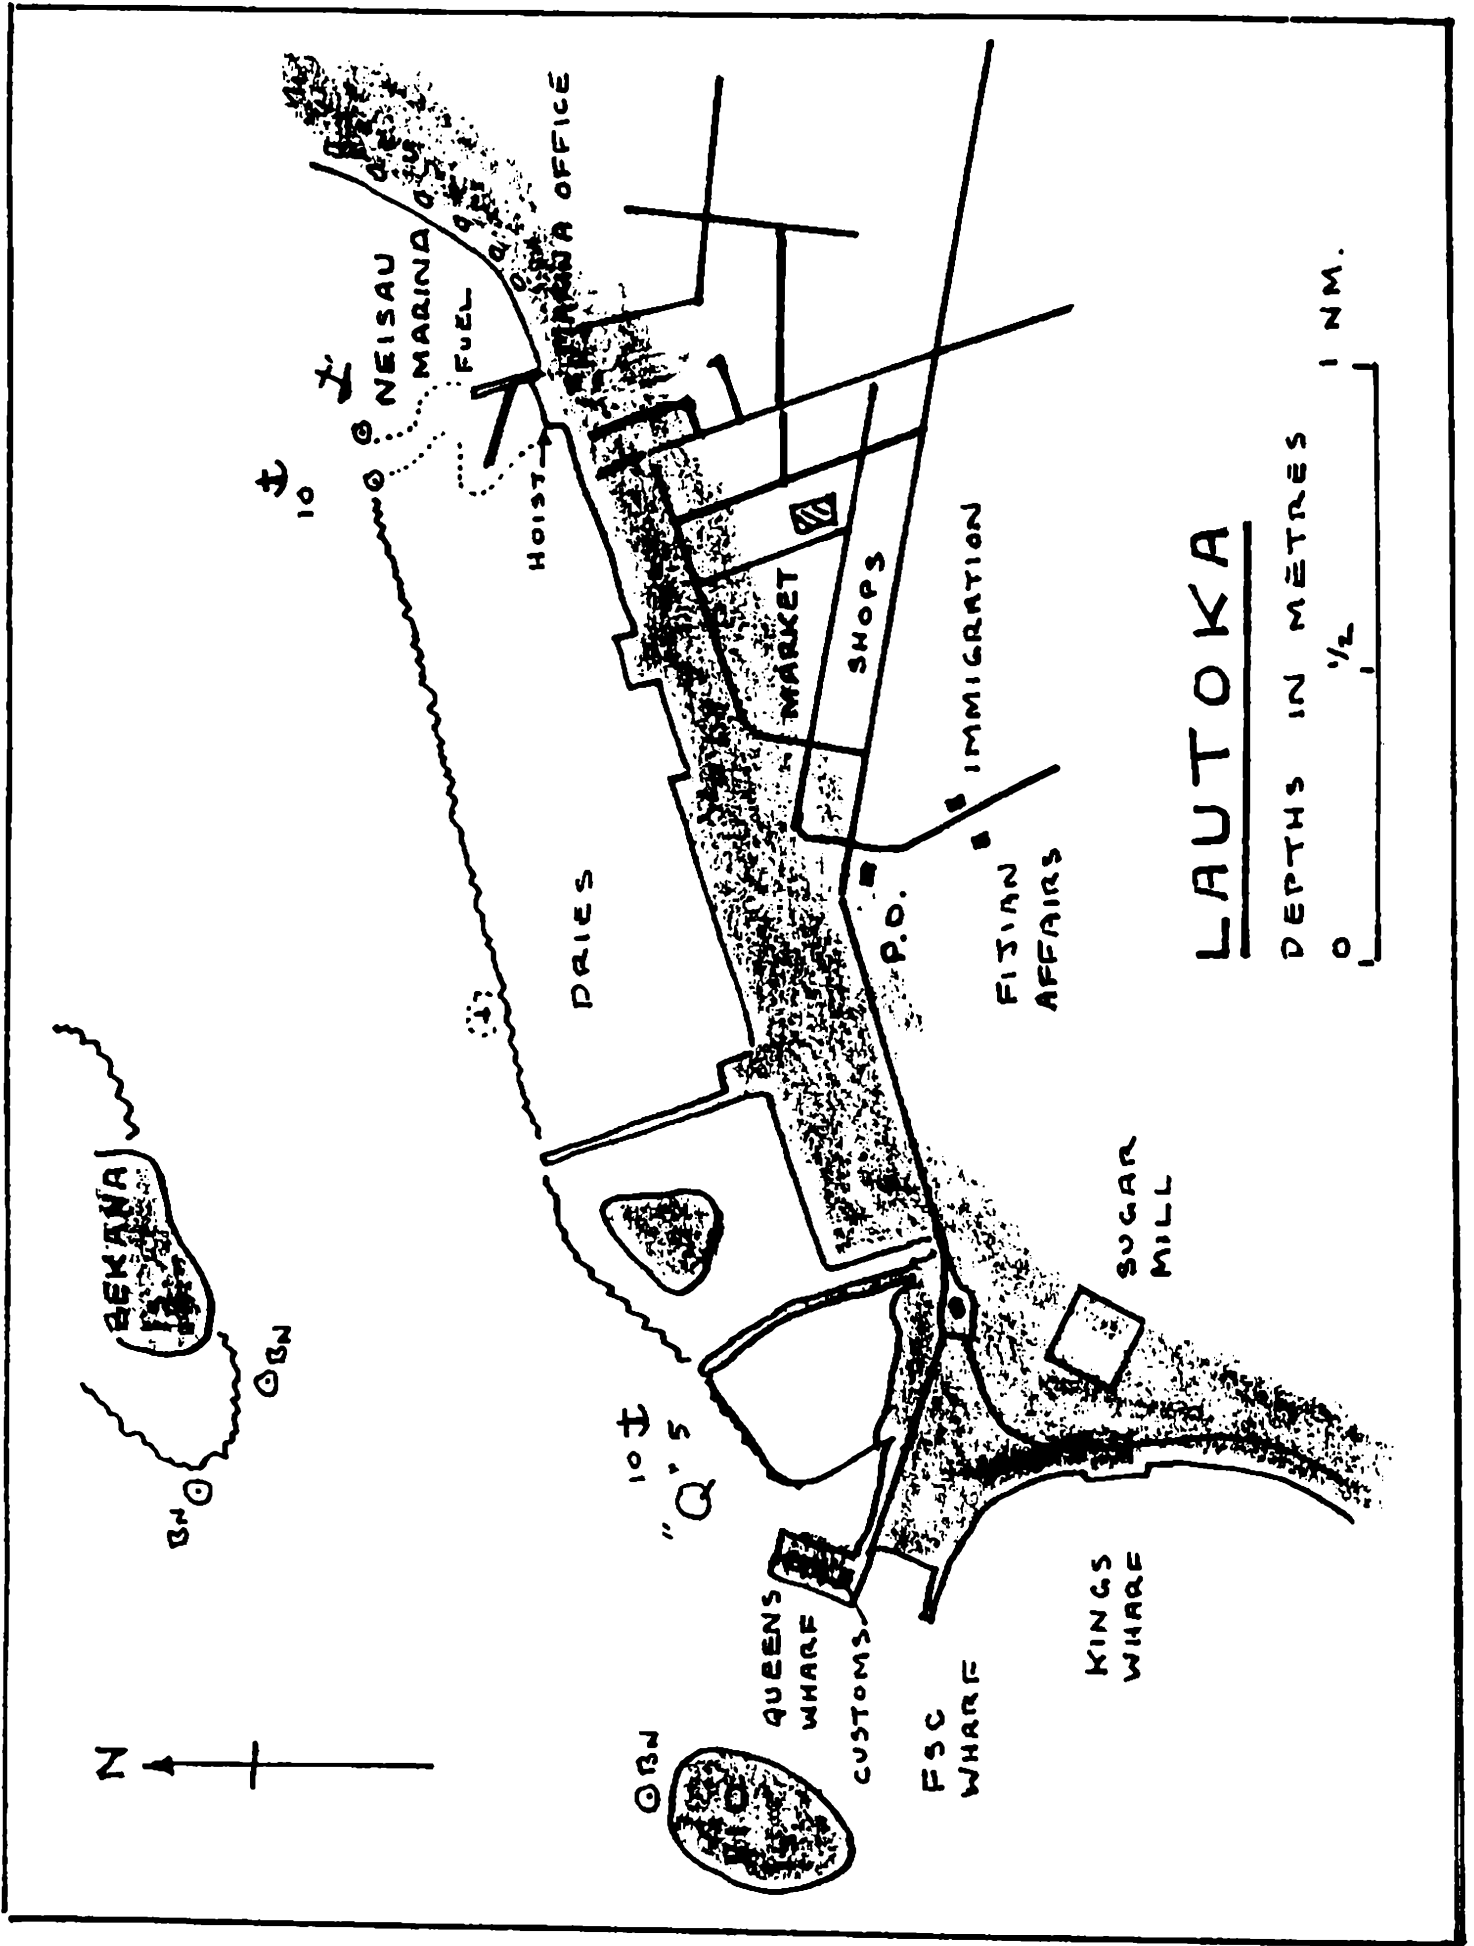 N
BEKANA
BN
BN
BN
10
10
"Q" 5
NEISAU
MARINA
FUEL
MARINA OFFICE
HOIST
DRIES
MARKET
SHOPS
IMMIGRATION
P.O.
FIJIAN
AFFAIRS
QUEENS
WHARF
CUSTOMS
FSC
WHARF
KINGS
WHARF
SUGAR
MILL
LAUTOKA
DEPTHS IN METRES
0 1/2 1 NM.